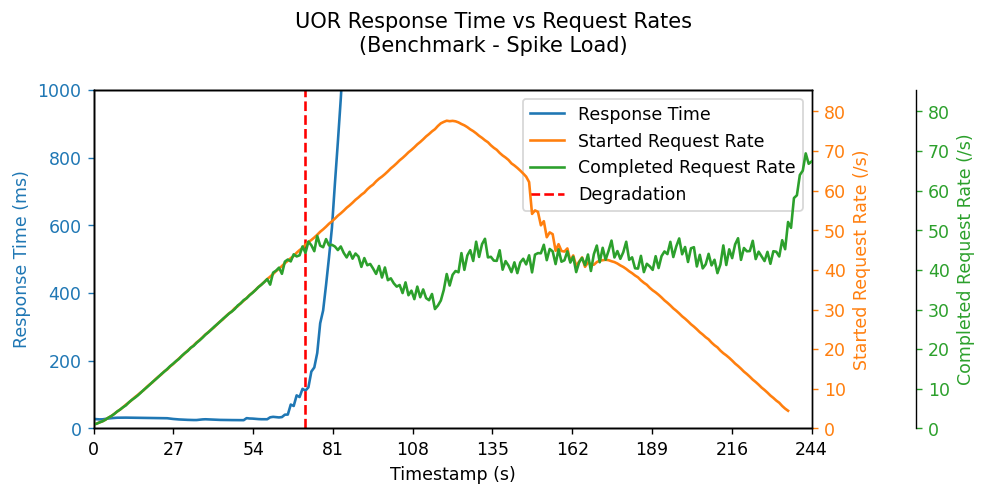 UOR Response Time vs Request Rates
(Benchmark - Spike Load)
Response Time (ms)
1000
800
600
400
200
0
Response Time
Started Request Rate
Completed Request Rate
Degradation
80
70
60
50
40
30
20
10
0
Started Request Rate (/s)
80
70
60
50
40
30
20
10
0
Completed Request Rate (/s)
0 27 54 81 108 135 162 189 216 244
Timestamp (s)